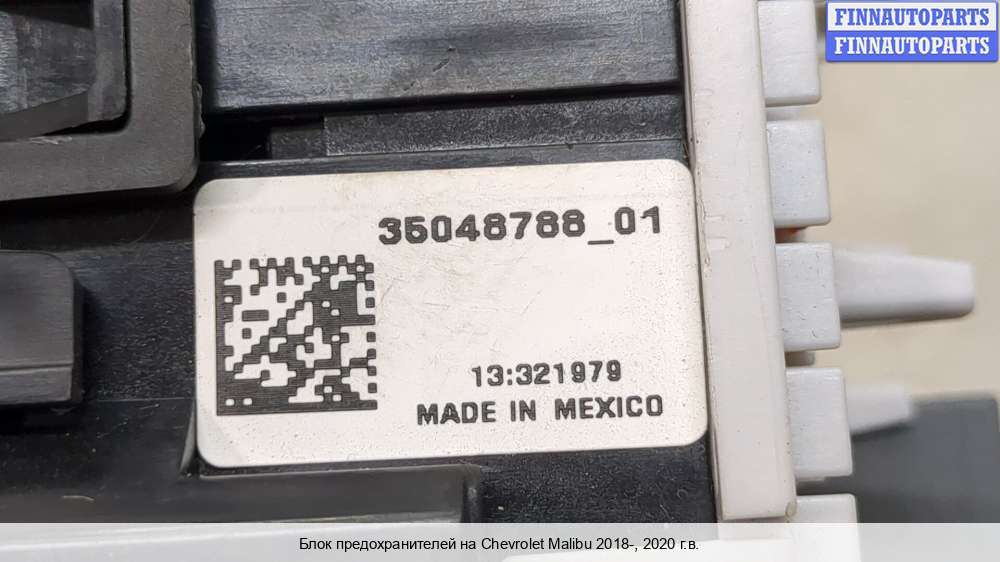 FINNAUTOPARTS
FINNAUTOPARTS
35048788_01
13:321979
MADE IN MEXICO
Блок предохранителей на Chevrolet Malibu 2018-, 2020 г.в.